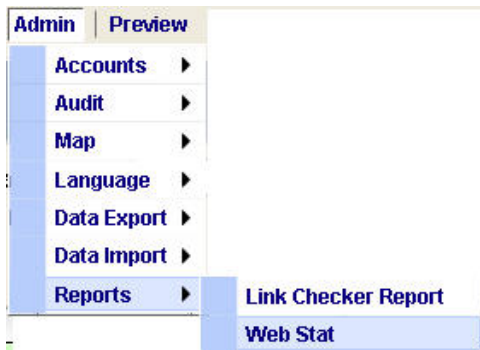 Admin Preview
Accounts
Audit
Map
Language
Data Export
Data Import
Reports Link Checker Report
Web Stat